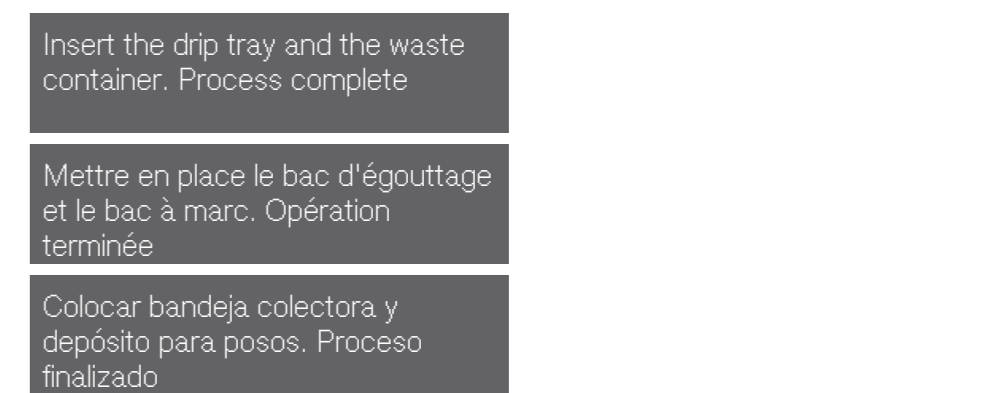 Insert the drip tray and the waste
container. Process complete
Mettre en place le bac d'égouttage
et le bac à marc. Opération
terminée
Colocar bandeja colectora y
depósito para posos. Proceso
finalizado